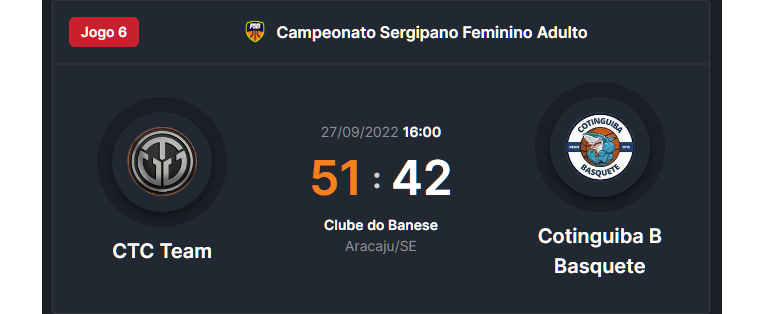 Jogo 6
FSB
Campeonato Sergipano Feminino Adulto
27/09/2022 16:00
51 : 42
Clube do Banese
Aracaju/SE
CTC Team
COTINGUIBA
BASQUETE
Cotinguiba B
Basquete